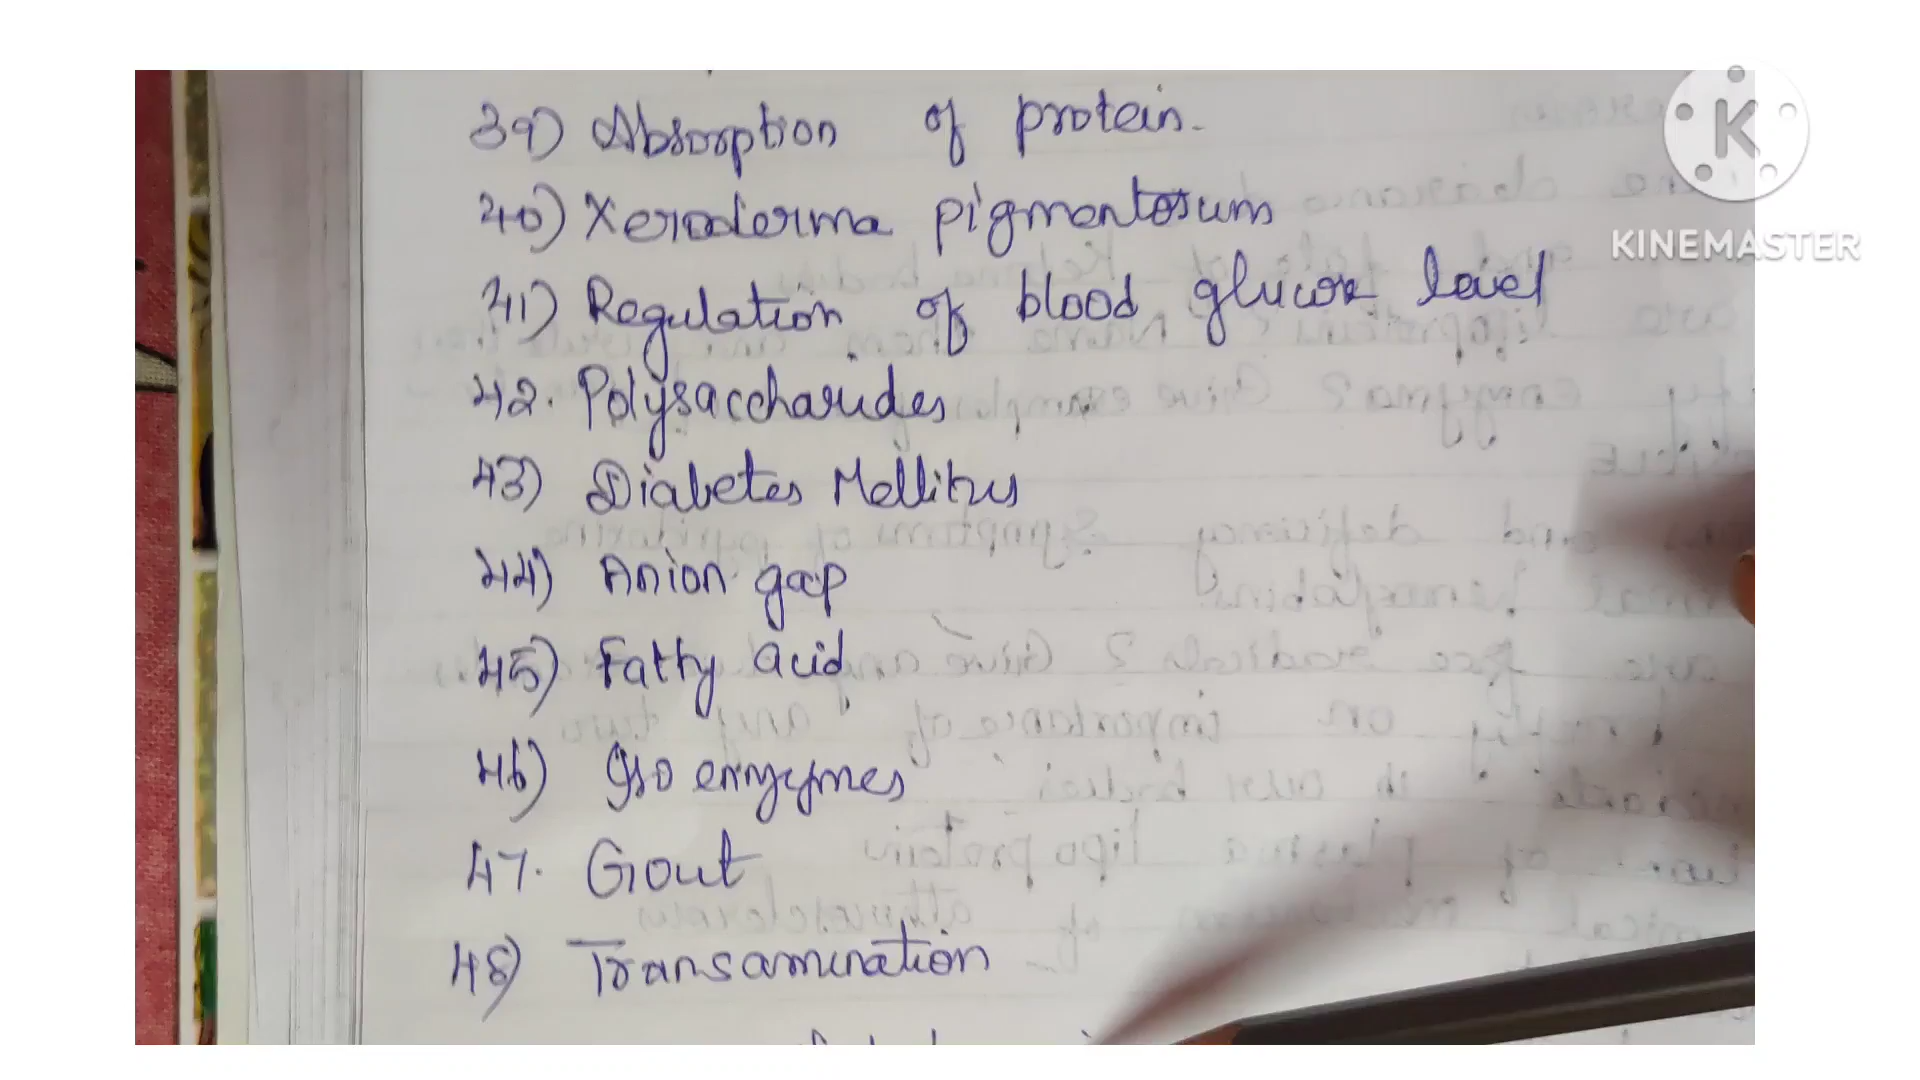 39) Absorption of protein.
40) Xeroderma pigmentosum
41) Regulation of blood glucose level
42. Polysaccharides
43) Diabetes Mellitus
44) Anion gap
45) Fatty acid
46) Iso enzymes
47. Gout
48) Transamination
K
KINEMASTER